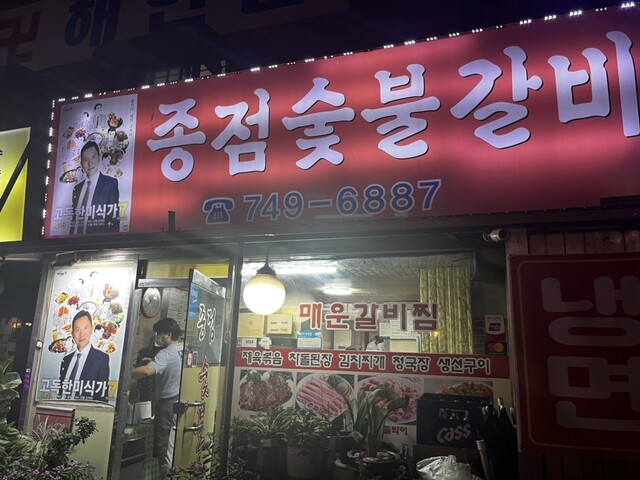 종점숯불갈비
749-6887
고독한미식가7
고독한미식가7
매운갈비찜
제육볶음 차돌된장 김치찌개 청국장 생선구이
냉면
cass